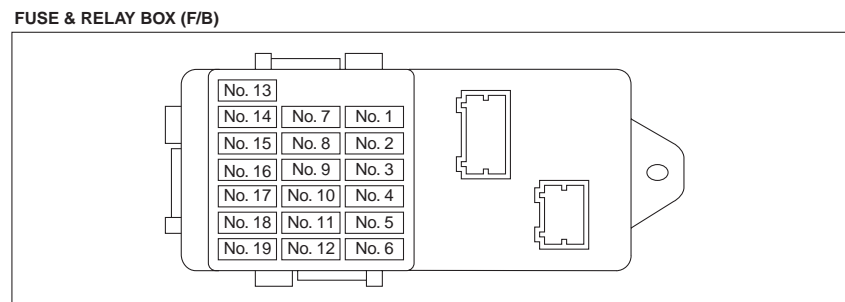 FUSE & RELAY BOX (F/B)
No. 13
No. 14 No. 7 No. 1
No. 15 No. 8 No. 2
No. 16 No. 9 No. 3
No. 17 No. 10 No. 4
No. 18 No. 11 No. 5
No. 19 No. 12 No. 6